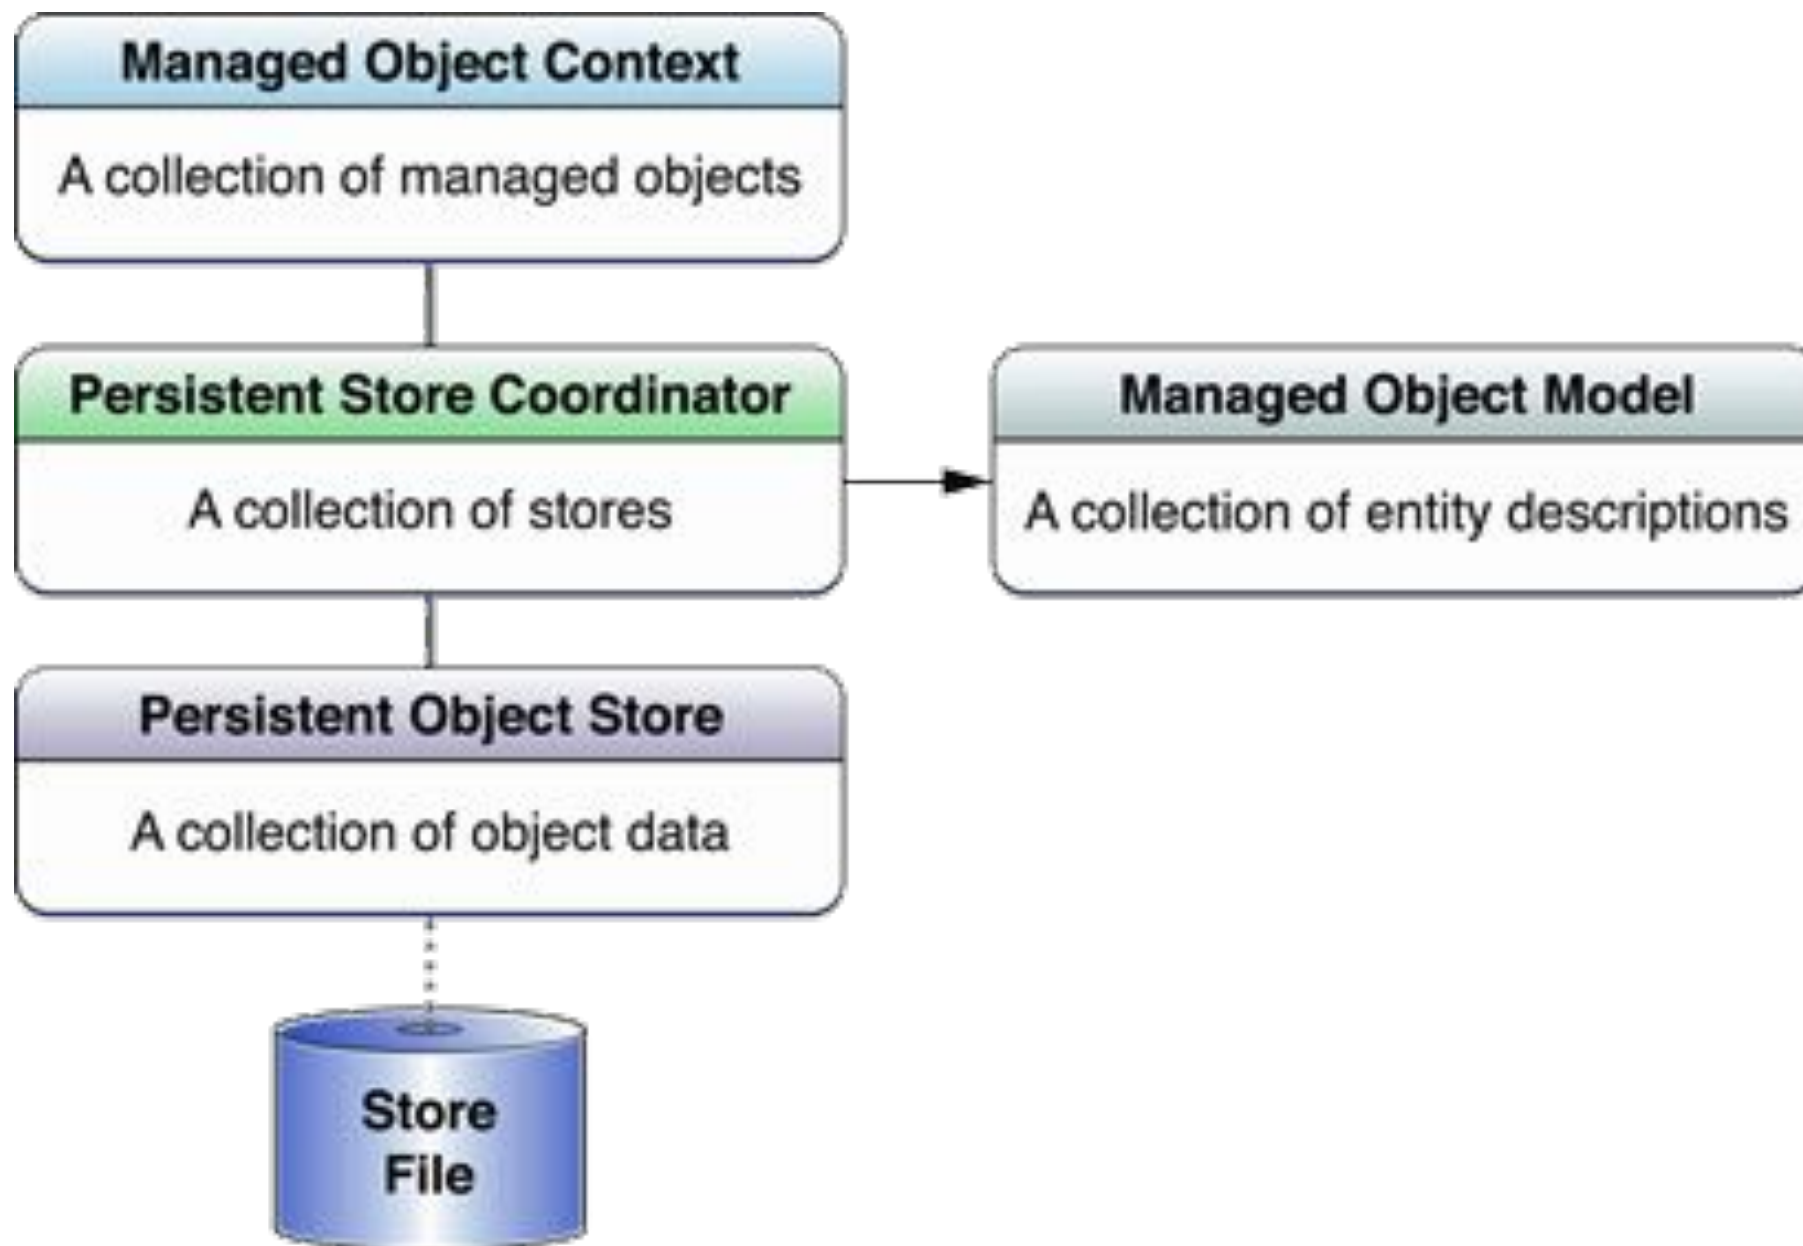 Managed Object Context
A collection of managed objects
Persistent Store Coordinator
A collection of stores
Managed Object Model
A collection of entity descriptions
Persistent Object Store
A collection of object data
Store
File